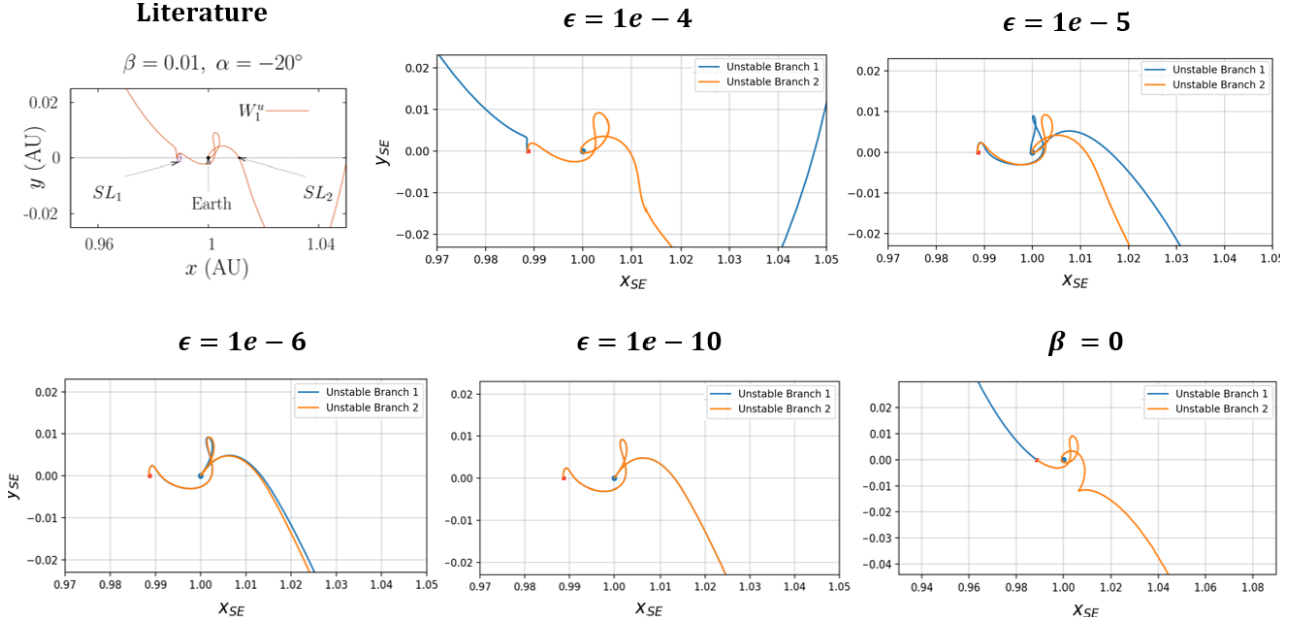 Literature
ϵ = 1e − 4
ϵ = 1e − 5
β = 0.01, α = −20°
0.02
0
-0.02
y (AU)
W₁ᵘ
SL₁
Earth
SL₂
0.96
1
1.04
x (AU)
Unstable Branch 1
Unstable Branch 2
0.02
0.01
0.00
−0.01
−0.02
y_SE
0.97 0.98 0.99 1.00 1.01 1.02 1.03 1.04 1.05
x_SE
Unstable Branch 1
Unstable Branch 2
0.02
0.01
0.00
−0.01
−0.02
0.97 0.98 0.99 1.00 1.01 1.02 1.03 1.04
x_SE
ϵ = 1e − 6
ϵ = 1e − 10
β = 0
Unstable Branch 1
Unstable Branch 2
0.02
0.01
0.00
−0.01
−0.02
y_SE
0.97 0.98 0.99 1.00 1.01 1.02 1.03 1.04 1.05
x_SE
Unstable Branch 1
Unstable Branch 2
0.02
0.01
0.00
−0.01
−0.02
0.97 0.98 0.99 1.00 1.01 1.02 1.03 1.04 1.05
x_SE
Unstable Branch 1
Unstable Branch 2
0.02
0.01
0.00
−0.01
−0.02
−0.03
−0.04
0.94 0.96 0.98 1.00 1.02 1.04 1.06 1.08
x_SE